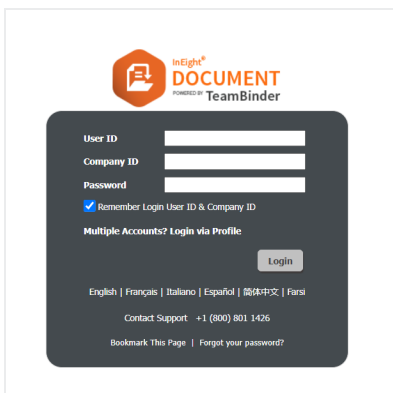 InEight®
DOCUMENT
POWERED BY TeamBinder
User ID
Company ID
Password
Remember Login User ID & Company ID
Multiple Accounts? Login via Profile
Login
English | Français | Italiano | Español | 简体中文 | Farsi
Contact Support +1 (800) 801 1426
Bookmark This Page | Forgot your password?